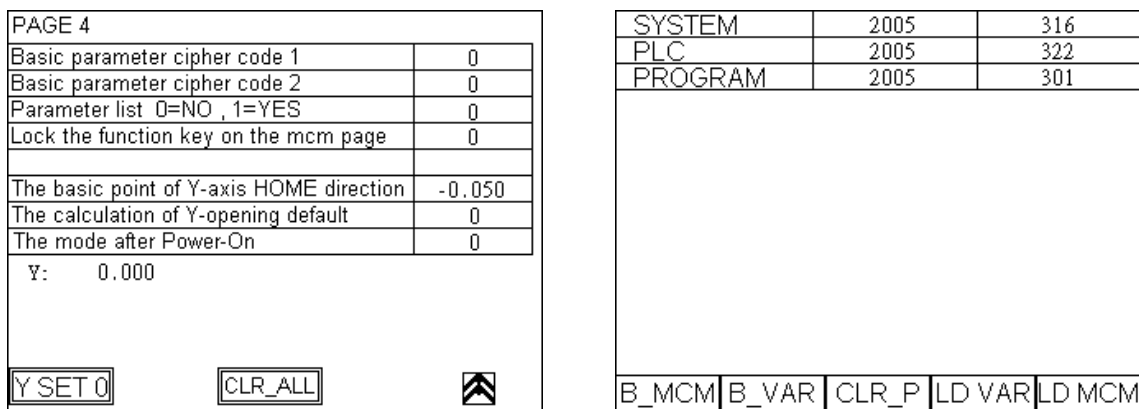 PAGE 4
Basic parameter cipher code 1 0
Basic parameter cipher code 2 0
Parameter list 0=NO , 1=YES 0
Lock the function key on the mcm page 0
The basic point of Y-axis HOME direction -0.050
The calculation of Y-opening default 0
The mode after Power-On 0
Y: 0.000
Y SET 0 CLR_ALL
SYSTEM 2005 316
PLC 2005 322
PROGRAM 2005 301
B_MCM B_VAR CLR_P LD VAR LD MCM